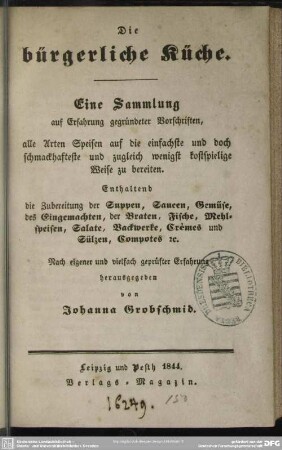 Die
bürgerliche Küche.
Eine Sammlung
auf Erfahrung gegründeter Vorschriften,
alle Arten Speisen auf die einfachste und doch
schmackhafteste und zugleich wenigst kostspielige
Weise zu bereiten.
Enthaltend
die Zubereitung der Suppen, Saucen, Gemüse,
des Eingemachten, der Braten, Fische, Mehl-
speisen, Salate, Backwerke, Crêmes und
Sülzen, Compotes ꝛc.
Nach eigener und vielfach geprüfter Erfahrung
herausgegeben
von
Johanna Grobschmid.
Leipzig und Pesth 1844.
Verlags-Magazin.
16279.